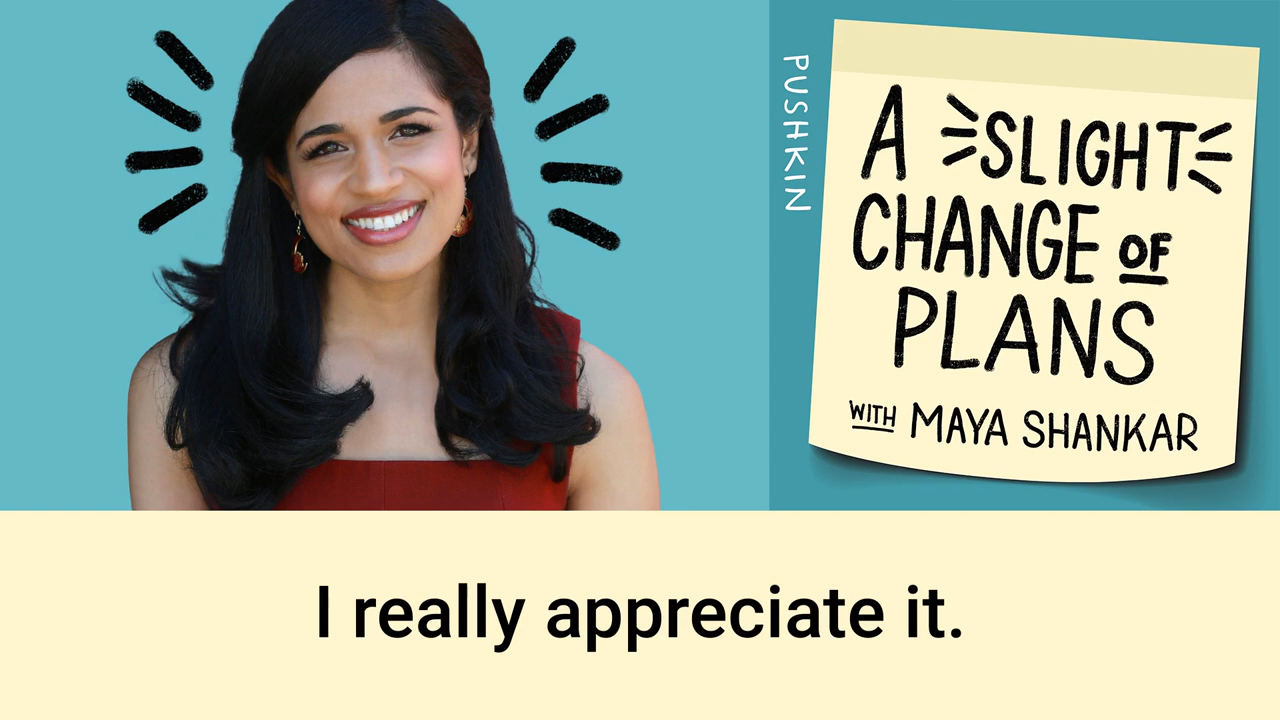 PUSHKIN
A SLIGHT
CHANGE OF
PLANS
WITH MAYA SHANKAR
I really appreciate it.